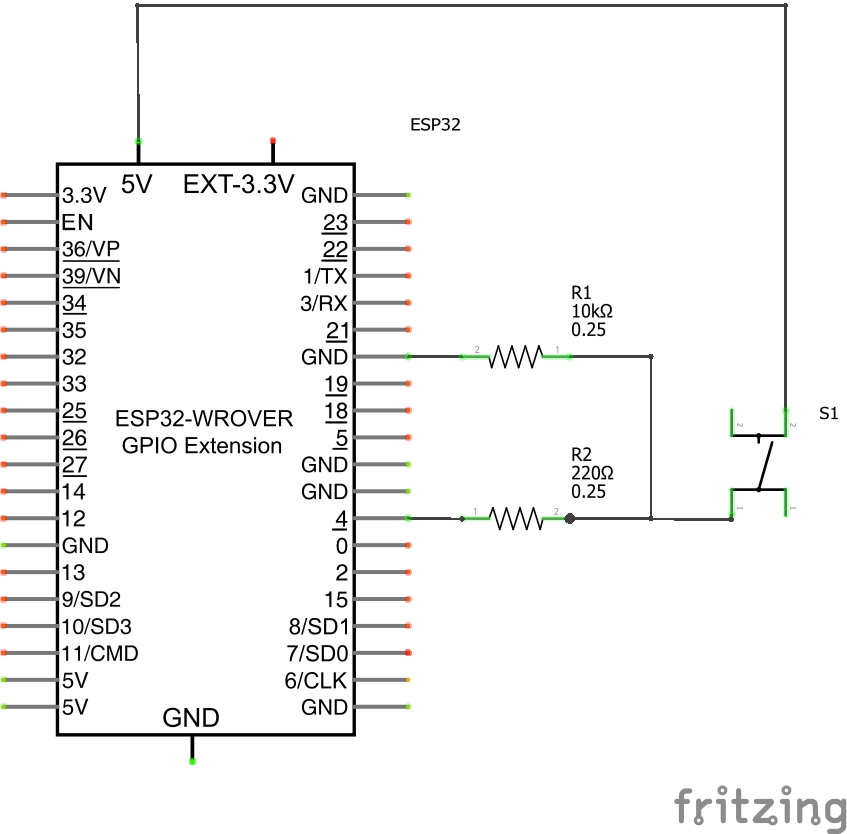 ESP32
5V EXT-3.3V
3.3V GND
EN 23
36/VP 22
39/VN 1/TX
34 3/RX
35 21
32 GND
33 19
25 18
26 5
27 GND
14 GND
12 4
GND 0
13 2
9/SD2 15
10/SD3 8/SD1
11/CMD 7/SD0
5V 6/CLK
5V GND
GND
ESP32-WROVER
GPIO Extension
R1
10kΩ
0.25
2 1
R2
220Ω
0.25
1 2
S1
2 2
1 1
fritzing